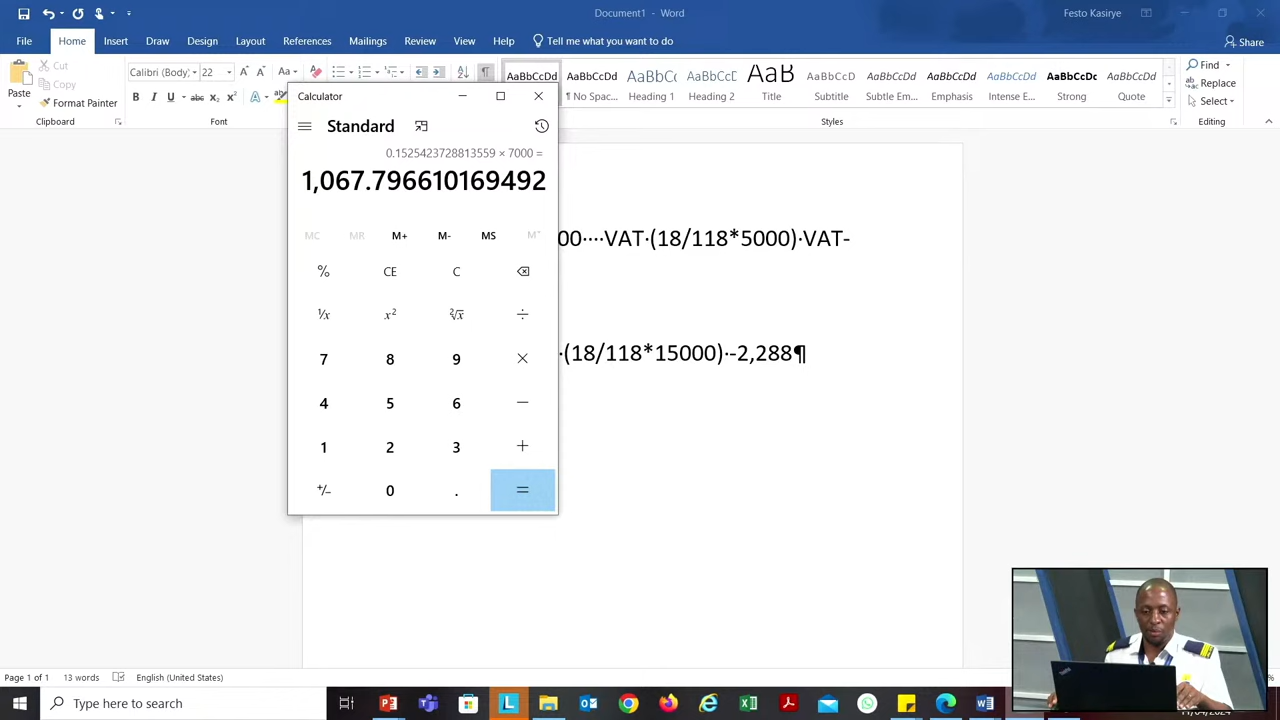 Document1 - Word
Festo Kasirye
File Home Insert Draw Design Layout References Mailings Review View Help Tell me what you want to do Share
Cut
Copy
Paste
Format Painter
Clipboard
Calibri (Body) 22
Aa
B I U abc x₂ x²
Font
AaBbCcDd AaBbCcDd AaBbCc AaBbCcD AaB AaBbCcD AaBbCcDd AaBbCcDd AaBbCcDd AaBbCcDc AaBbCcDd
¶ No Spac... Heading 1 Heading 2 Title Subtitle Subtle Em... Emphasis Intense E... Strong Quote
Styles
Find
Replace
Select
Editing
Calculator
Standard
0.1525423728813559 × 7000 =
1,067.796610169492
MC MR M+ M- MS M
% CE C
¹/x x² ²√x ÷
7 8 9 ×
4 5 6 −
1 2 3 +
+/− 0 . =
00····VAT·(18/118*5000)·VAT-
·(18/118*15000)·-2,288¶
Page 1 of 1 13 words English (United States)
Type here to search